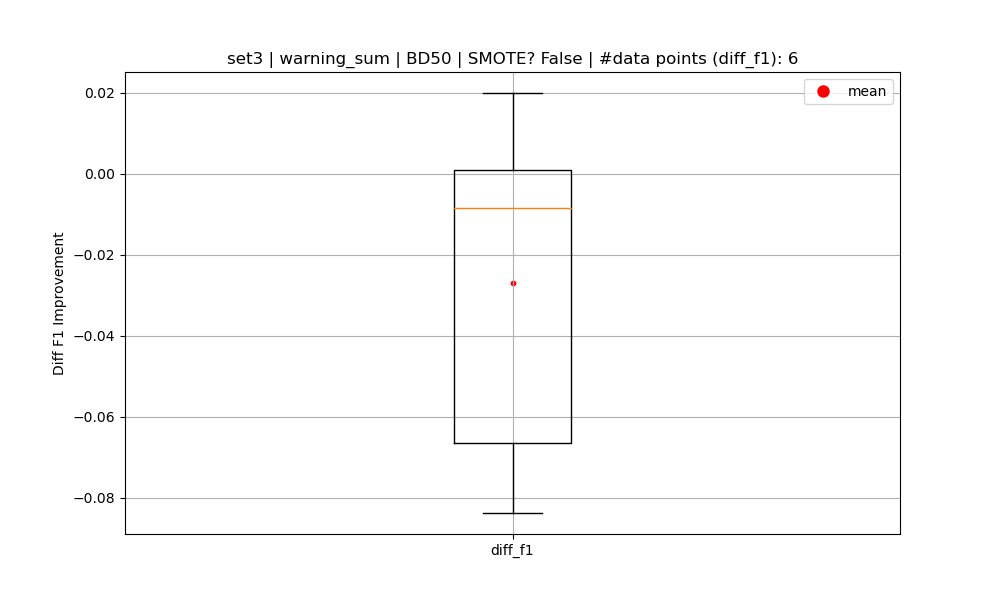 set3 | warning_sum | BD50 | SMOTE? False | #data points (diff_f1): 6
mean
0.02
0.00
−0.02
−0.04
−0.06
−0.08
Diff F1 Improvement
diff_f1